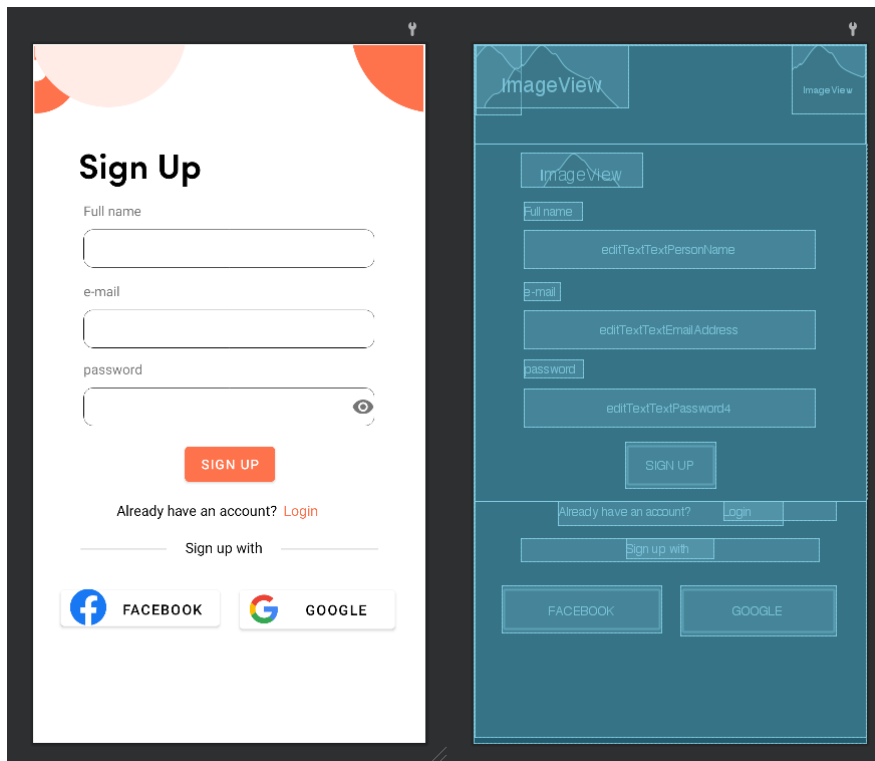 Sign Up
Full name
e-mail
password
SIGN UP
Already have an account? Login
Sign up with
FACEBOOK
GOOGLE
ImageView
ImageView
ImageView
Full name
editTextTextPersonName
e-mail
editTextTextEmailAddress
password
editTextTextPassword4
SIGN UP
Already have an account? Login
Sign up with
FACEBOOK
GOOGLE